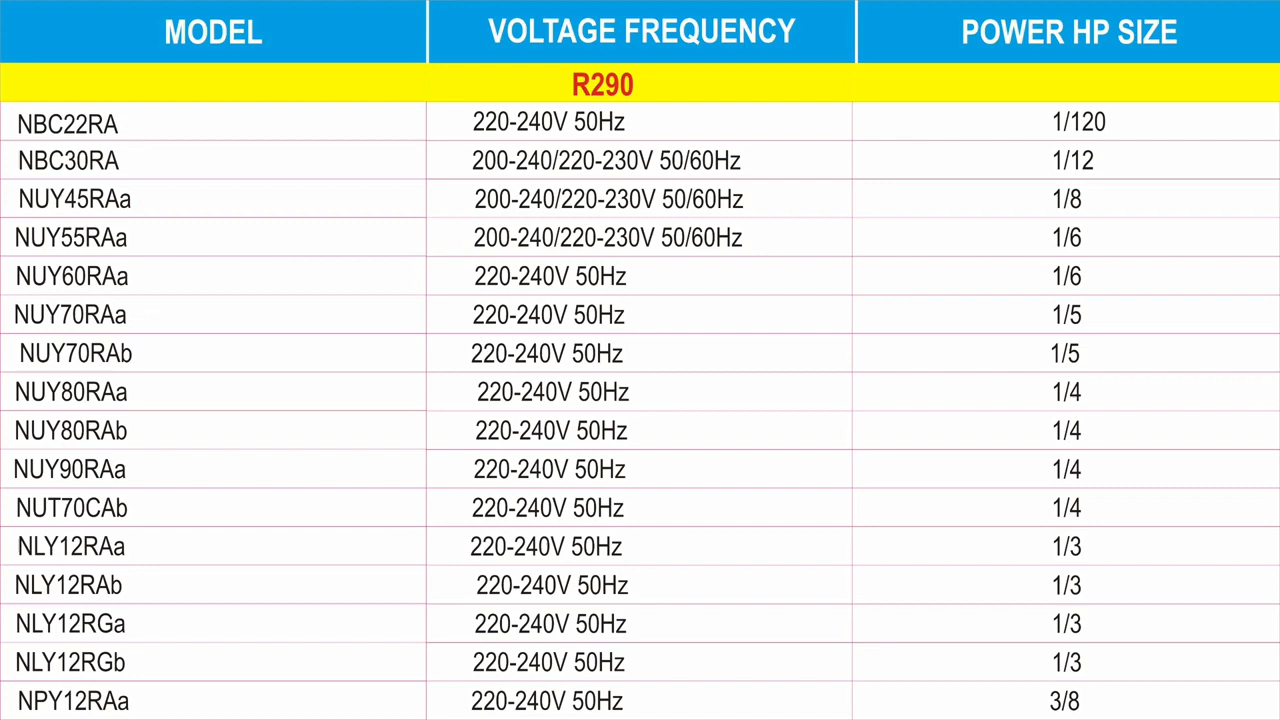 MODEL VOLTAGE FREQUENCY POWER HP SIZE
R290
NBC22RA 220-240V 50Hz 1/120
NBC30RA 200-240/220-230V 50/60Hz 1/12
NUY45RAa 200-240/220-230V 50/60Hz 1/8
NUY55RAa 200-240/220-230V 50/60Hz 1/6
NUY60RAa 220-240V 50Hz 1/6
NUY70RAa 220-240V 50Hz 1/5
NUY70RAb 220-240V 50Hz 1/5
NUY80RAa 220-240V 50Hz 1/4
NUY80RAb 220-240V 50Hz 1/4
NUY90RAa 220-240V 50Hz 1/4
NUT70CAb 220-240V 50Hz 1/4
NLY12RAa 220-240V 50Hz 1/3
NLY12RAb 220-240V 50Hz 1/3
NLY12RGa 220-240V 50Hz 1/3
NLY12RGb 220-240V 50Hz 1/3
NPY12RAa 220-240V 50Hz 3/8